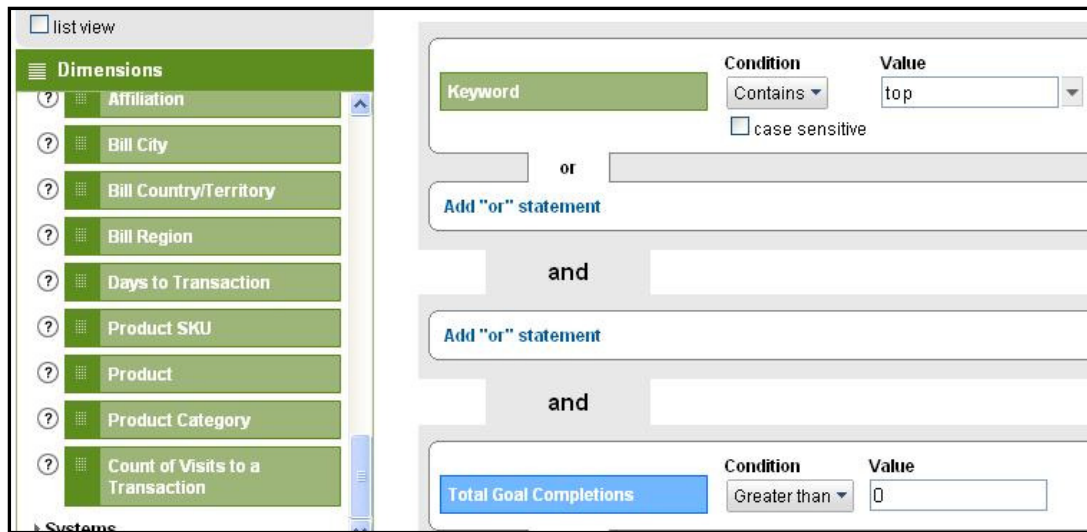 list view
Dimensions
Affiliation
Bill City
Bill Country/Territory
Bill Region
Days to Transaction
Product SKU
Product
Product Category
Count of Visits to a
Transaction
Systems
Keyword
Condition
Contains
case sensitive
Value
top
or
Add "or" statement
and
Add "or" statement
and
Total Goal Completions
Condition
Greater than
Value
0